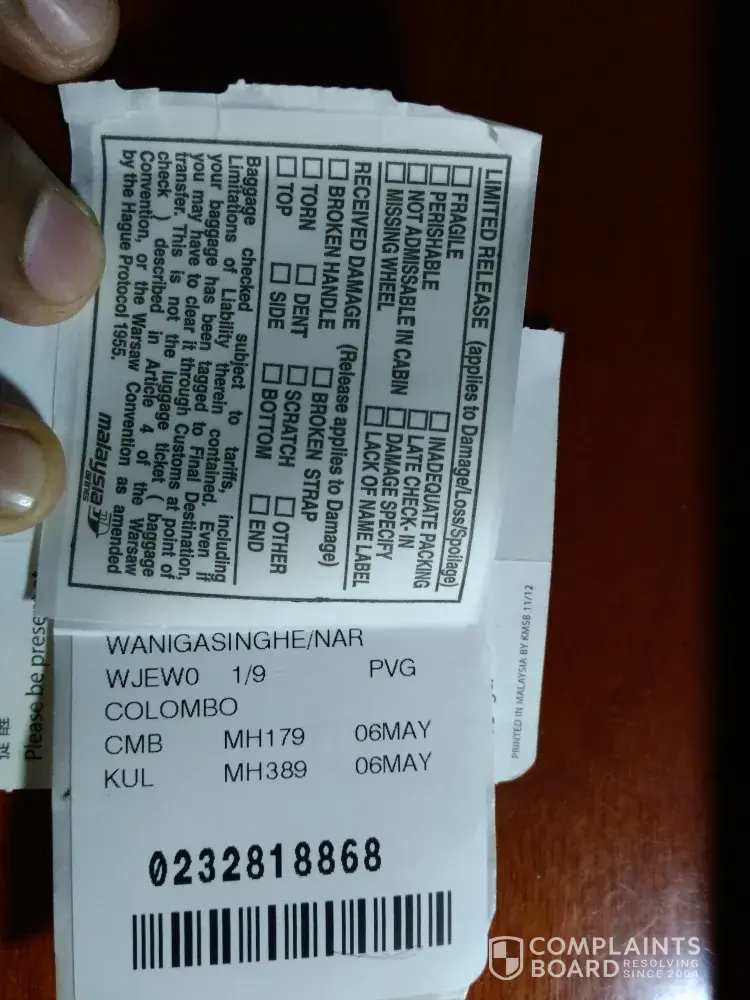 LIMITED RELEASE (applies to Damage/Loss/Spoilage)
FRAGILE
PERISHABLE
NOT ADMISSABLE IN CABIN
MISSING WHEEL
INADEQUATE PACKING
LATE CHECK-IN
DAMAGE SPECIFY
LACK OF NAME LABEL
RECEIVED DAMAGE (Release applies to Damage)
BROKEN HANDLE BROKEN STRAP
TORN DENT SCRATCH OTHER
TOP SIDE BOTTOM END
Baggage checked subject to tariffs, including
Limitations of Liability therein contained. Even if
your baggage has been tagged to Final Destination,
you may have to clear it through Customs at point of
transfer. This is not the luggage ticket ( baggage
check ) described in Article 4 of the Warsaw
Convention, or the Warsaw Convention as amended
by the Hague Protocol 1955.
malaysia
airlines
WANIGASINGHE/NAR
WJEW0 1/9 PVG
COLOMBO
CMB MH179 06MAY
KUL MH389 06MAY
0232818868
PRINTED IN MALAYSIA BY KMSB 11/12
Please be prese
COMPLAINTS
BOARD RESOLVING
SINCE 2004